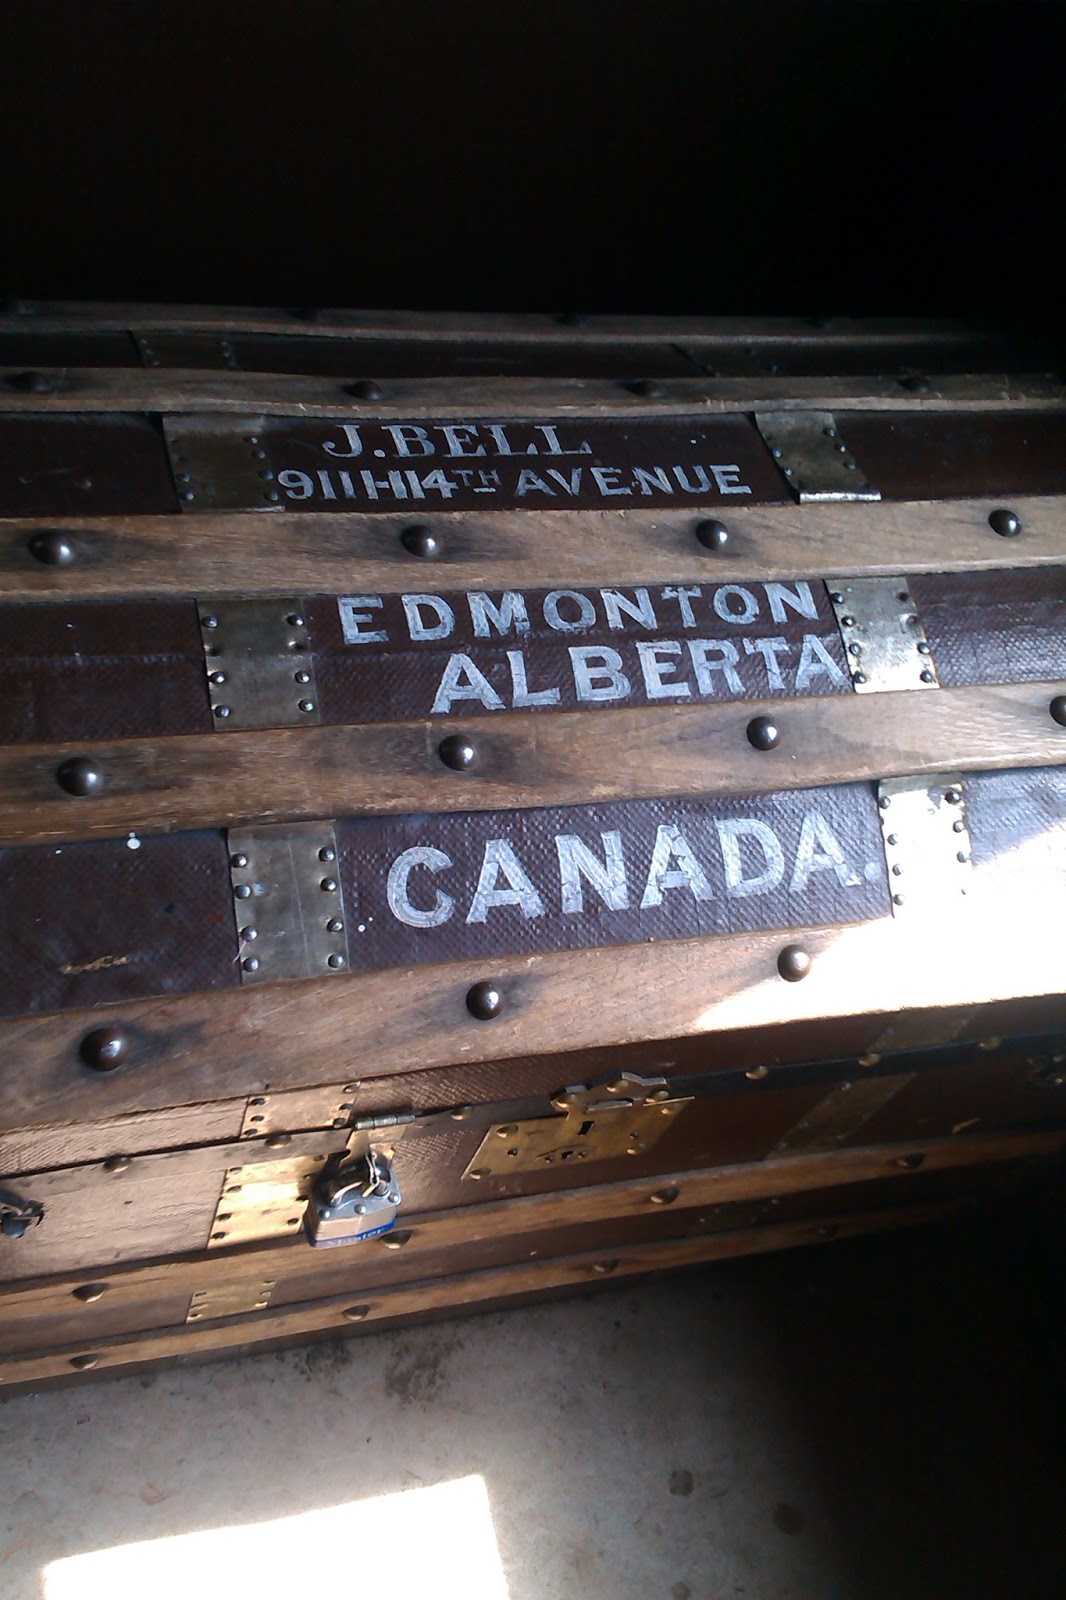 J. BELL
9111-114TH AVENUE
EDMONTON
ALBERTA
CANADA.